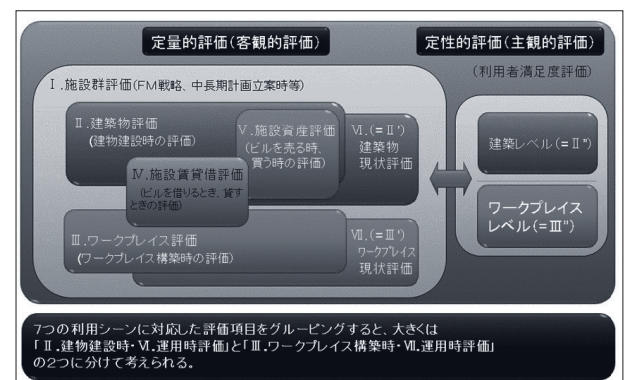 定量的評価(客観的評価)
定性的評価(主観的評価)
(利用者満足度評価)
Ⅰ.施設群評価(FM戦略、中長期計画立案時等)
Ⅱ.建築物評価
(建物建設時の評価)
Ⅴ.施設資産評価
(ビルを売る時、
買う時の評価)
Ⅵ.(=Ⅱ')
建築物
現状評価
Ⅳ.施設賃貸借評価
(ビルを借りるとき、貸す
ときの評価)
Ⅲ.ワークプレイス評価
(ワークプレイス構築時の評価)
Ⅶ.(=Ⅲ')
ワークプレイス
現状評価
建築レベル(=Ⅱ")
ワークプレイス
レベル(=Ⅲ")
7つの利用シーンに対応した評価項目をグルーピングすると、大きくは
「Ⅱ.建物建設時・Ⅵ.運用時評価」と「Ⅲ.ワークプレイス構築時・Ⅶ.運用時評価」
の2つに分けて考えられる。